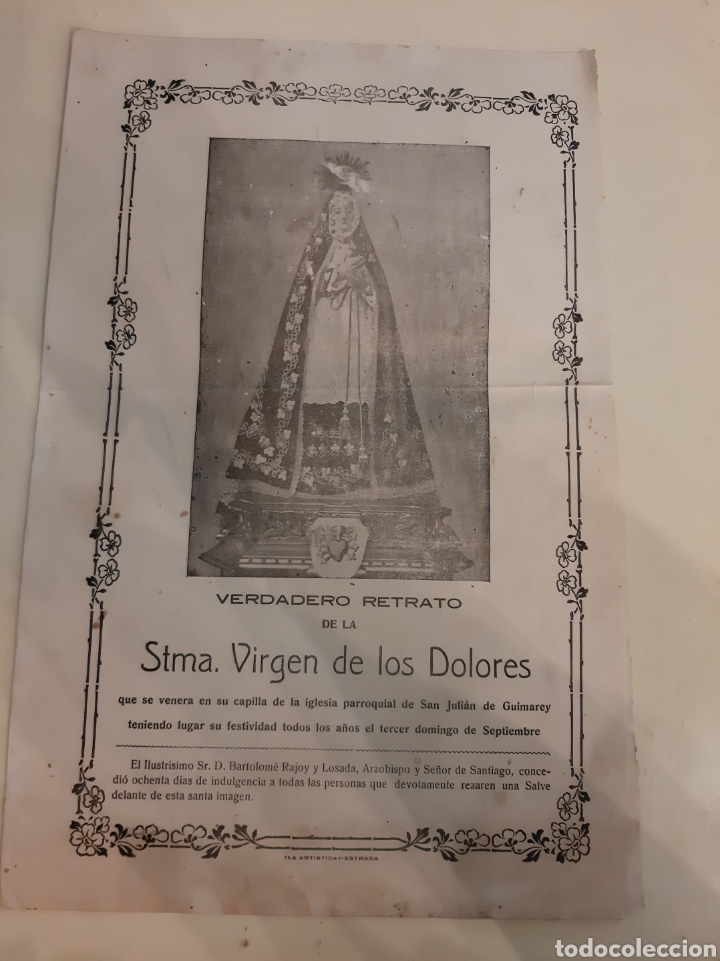 VERDADERO RETRATO
DE LA
Stma. Virgen de los Dolores
que se venera en su capilla de la iglesia parroquial de San Julián de Guimarey
teniendo lugar su festividad todos los años el tercer domingo de Septiembre
El Ilustrísimo Sr. D. Bartolomé Rajoy y Losada, Arzobispo y Señor de Santiago, conce-
dió ochenta dias de indulgencia a todas las personas que devotamente rezaren una Salve
delante de esta santa imagen.
«LA ARTISTICA»-ESTRADA
todocoleccion